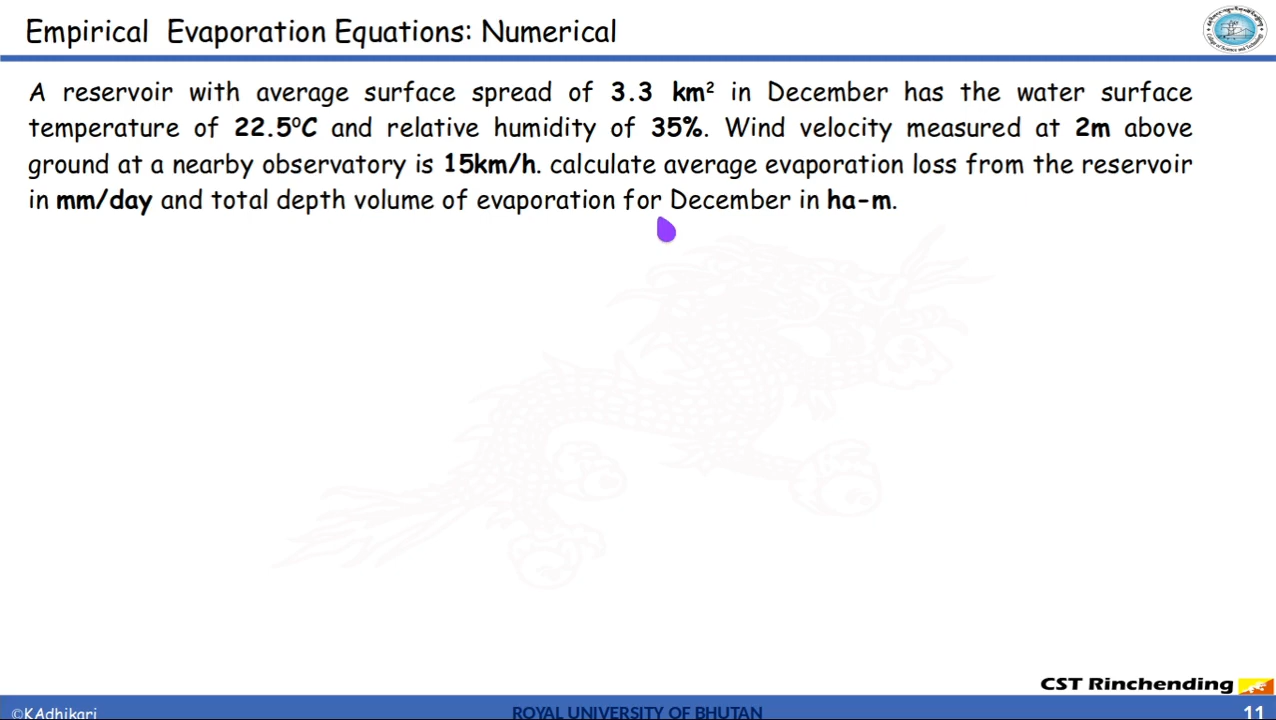 Empirical Evaporation Equations: Numerical
A reservoir with average surface spread of 3.3 km² in December has the water surface
temperature of 22.5⁰C and relative humidity of 35%. Wind velocity measured at 2m above
ground at a nearby observatory is 15km/h. calculate average evaporation loss from the reservoir
in mm/day and total depth volume of evaporation for December in ha-m.
CST Rinchending
©KAdhikari
ROYAL UNIVERSITY OF BHUTAN
11